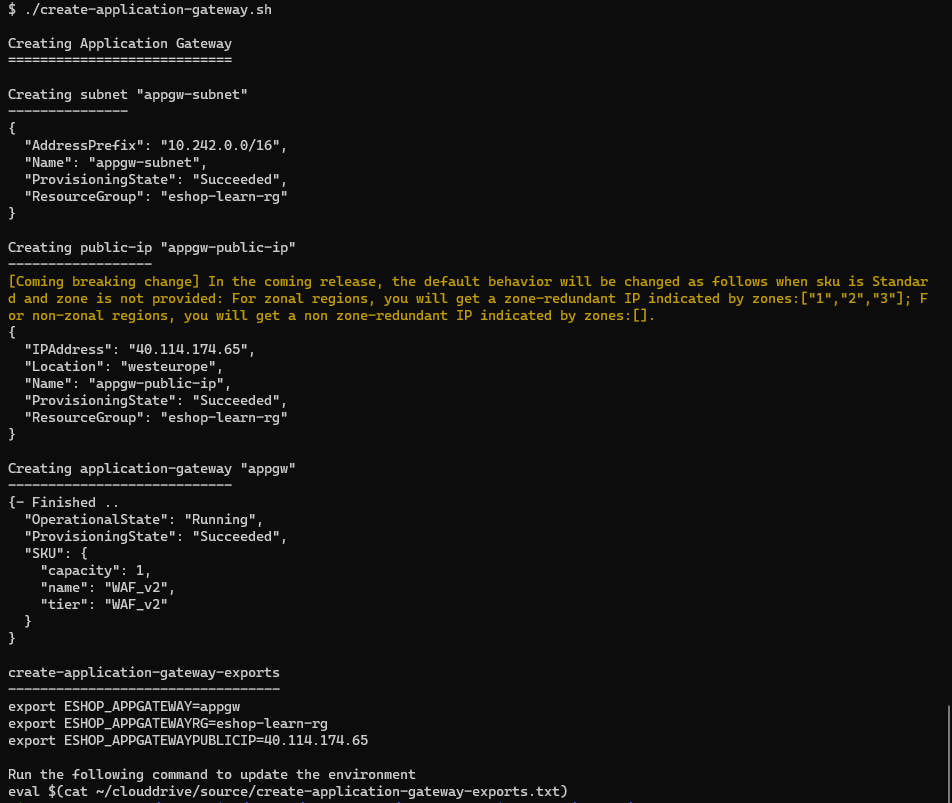 $ ./create-application-gateway.sh
Creating Application Gateway
============================
Creating subnet "appgw-subnet"
---------------
{
  "AddressPrefix": "10.242.0.0/16",
  "Name": "appgw-subnet",
  "ProvisioningState": "Succeeded",
  "ResourceGroup": "eshop-learn-rg"
}
Creating public-ip "appgw-public-ip"
------------------
[Coming breaking change] In the coming release, the default behavior will be changed as follows when sku is Standar
d and zone is not provided: For zonal regions, you will get a zone-redundant IP indicated by zones:["1","2","3"]; F
or non-zonal regions, you will get a non zone-redundant IP indicated by zones:[].
{
  "IPAddress": "40.114.174.65",
  "Location": "westeurope",
  "Name": "appgw-public-ip",
  "ProvisioningState": "Succeeded",
  "ResourceGroup": "eshop-learn-rg"
}
Creating application-gateway "appgw"
----------------------------
{- Finished ..
  "OperationalState": "Running",
  "ProvisioningState": "Succeeded",
  "SKU": {
    "capacity": 1,
    "name": "WAF_v2",
    "tier": "WAF_v2"
  }
}
create-application-gateway-exports
----------------------------------
export ESHOP_APPGATEWAY=appgw
export ESHOP_APPGATEWAYRG=eshop-learn-rg
export ESHOP_APPGATEWAYPUBLICIP=40.114.174.65
Run the following command to update the environment
eval $(cat ~/clouddrive/source/create-application-gateway-exports.txt)